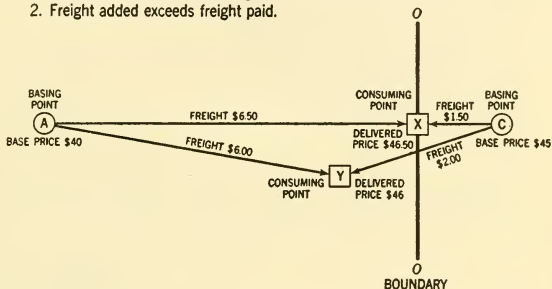 2. Freight added exceeds freight paid.
O
BASING
POINT
A
BASE PRICE $40
FREIGHT $6.50
FREIGHT $6.00
CONSUMING
POINT
X
DELIVERED
PRICE $46.50
FREIGHT
$1.50
BASING
POINT
C
BASE PRICE $45
FREIGHT
$2.00
CONSUMING
POINT
Y
DELIVERED
PRICE $46
O
BOUNDARY